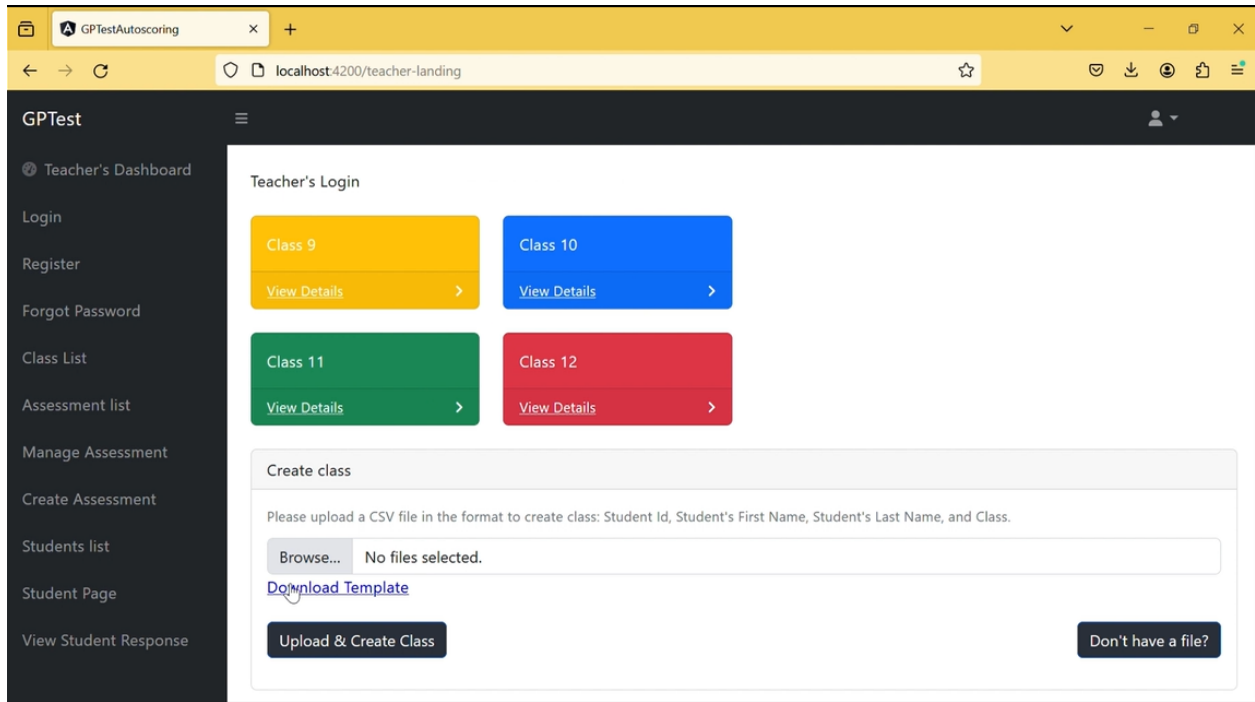 GPTestAutoscoring
localhost:4200/teacher-landing
GPTest
Teacher's Dashboard
Login
Register
Forgot Password
Class List
Assessment list
Manage Assessment
Create Assessment
Students list
Student Page
View Student Response
Teacher's Login
Class 9
View Details
Class 10
View Details
Class 11
View Details
Class 12
View Details
Create class
Please upload a CSV file in the format to create class: Student Id, Student's First Name, Student's Last Name, and Class.
Browse... No files selected.
Download Template
Upload & Create Class
Don't have a file?